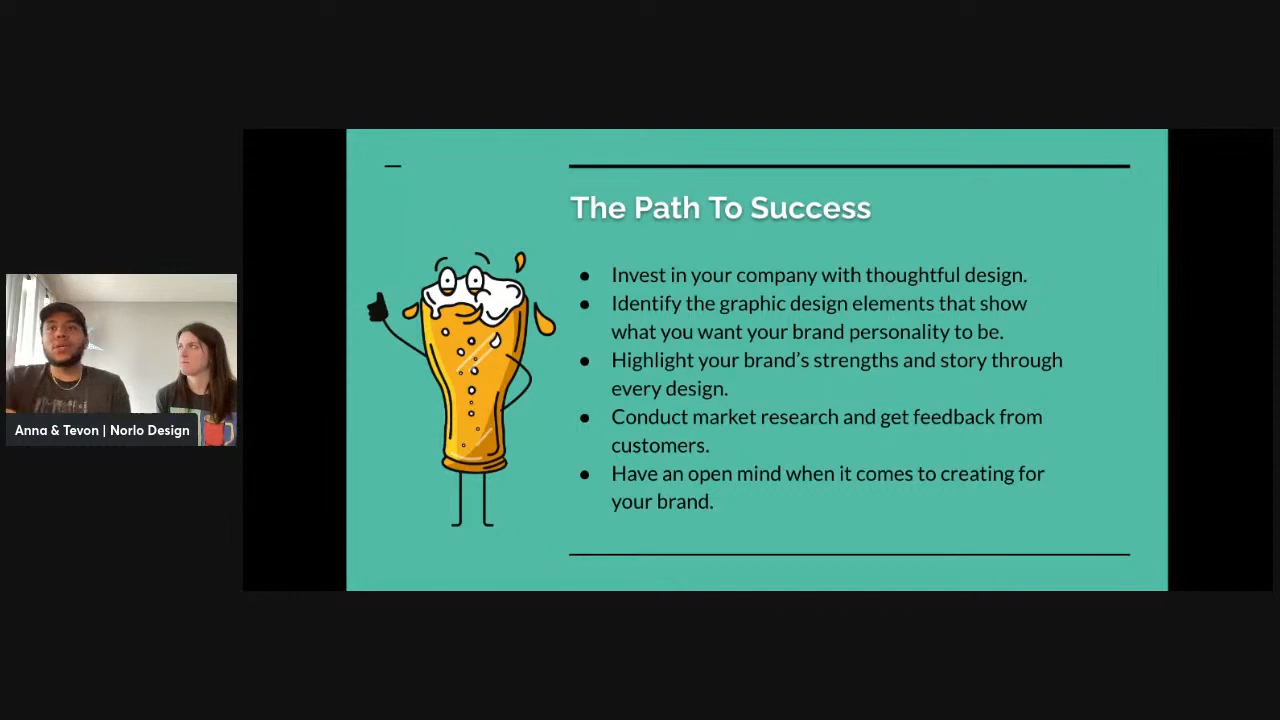 The Path To Success
● Invest in your company with thoughtful design.
● Identify the graphic design elements that show
what you want your brand personality to be.
● Highlight your brand’s strengths and story through
every design.
● Conduct market research and get feedback from
customers.
● Have an open mind when it comes to creating for
your brand.
Anna & Tevon | Norlo Design